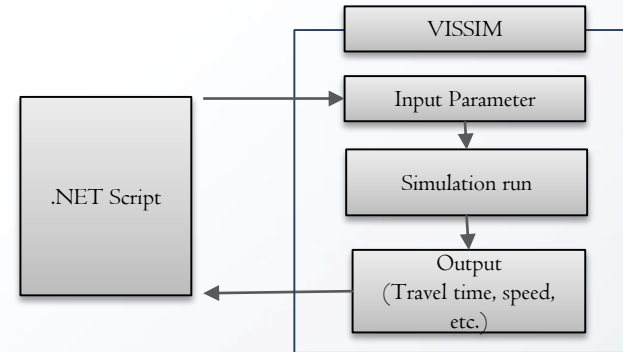 VISSIM
Input Parameter
.NET Script
Simulation run
Output
(Travel time, speed,
etc.)